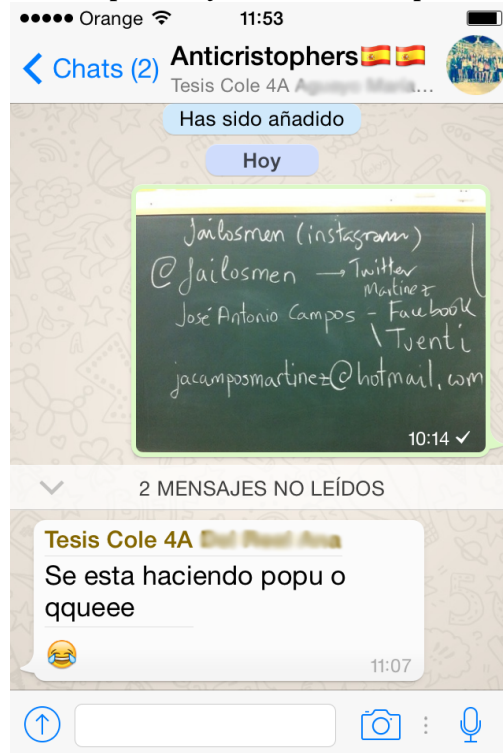 Orange 11:53
Chats (2)
Anticristophers
Tesis Cole 4A
Has sido añadido
Hoy
Jailosmen (instagram)
@Jailosmen → Twitter
Martinez
José Antonio Campos - Facebook
\ Tuenti
jacamposmartinez@hotmail.com
10:14
2 MENSAJES NO LEÍDOS
Tesis Cole 4A
Se esta haciendo popu o
qqueee
😂
11:07